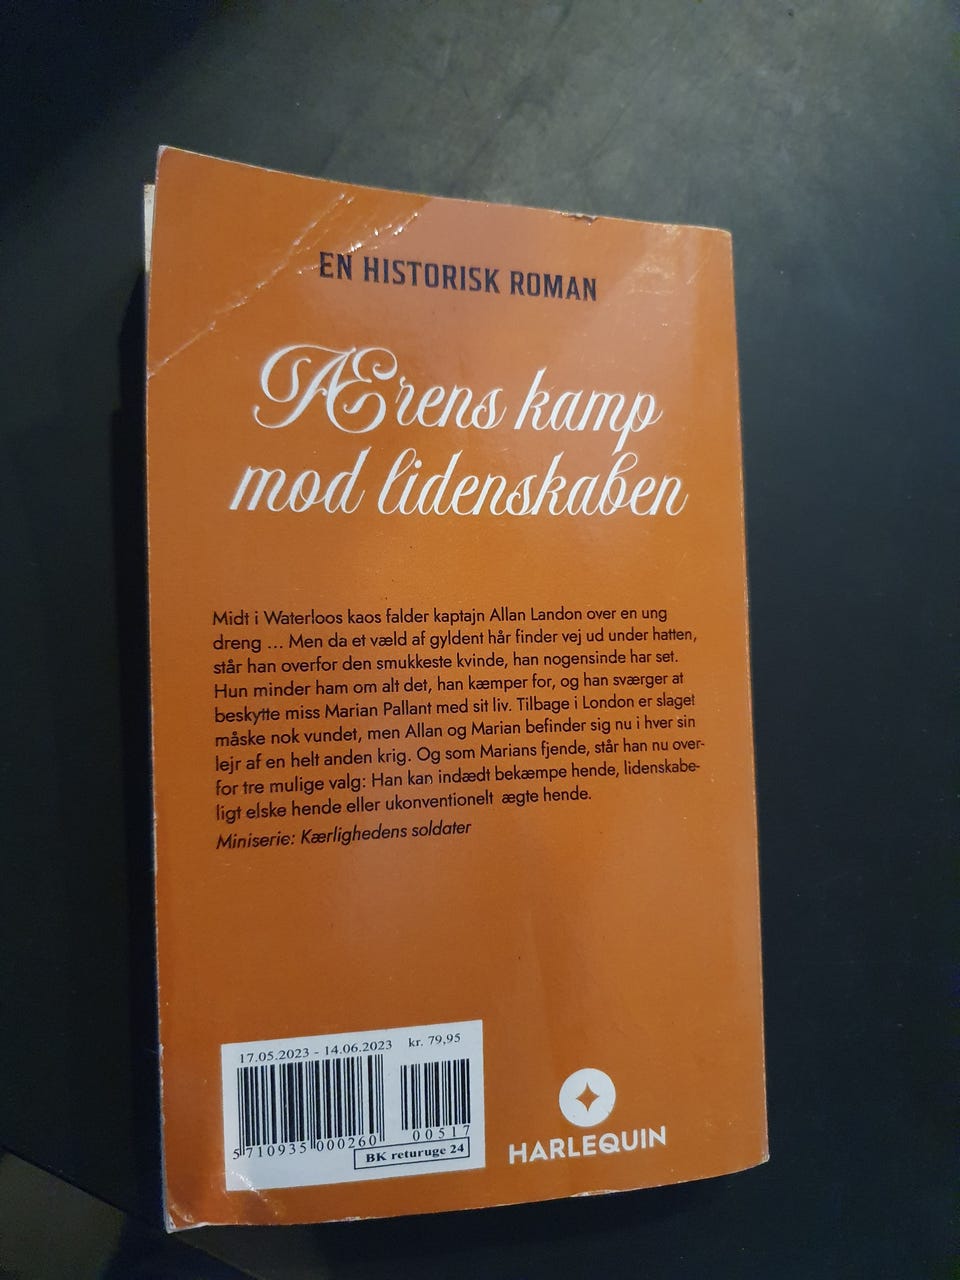 EN HISTORISK ROMAN
Ærens kamp
mod lidenskaben
Midt i Waterloos kaos falder kaptajn Allan Landon over en ung
dreng ... Men da et væld af gyldent hår finder vej ud under hatten,
står han overfor den smukkeste kvinde, han nogensinde har set.
Hun minder ham om alt det, han kæmper for, og han sværger at
beskytte miss Marian Pallant med sit liv. Tilbage i London er slaget
måske nok vundet, men Allan og Marian befinder sig nu i hver sin
lejr af en helt anden krig. Og som Marians fjende, står han nu over-
for tre mulige valg: Han kan indædt bekæmpe hende, lidenskabe-
ligt elske hende eller ukonventionelt ægte hende.
Miniserie: Kærlighedens soldater
17.05.2023 - 14.06.2023 kr. 79,95
5 710935 000260 00517
BK returuge 24
HARLEQUIN